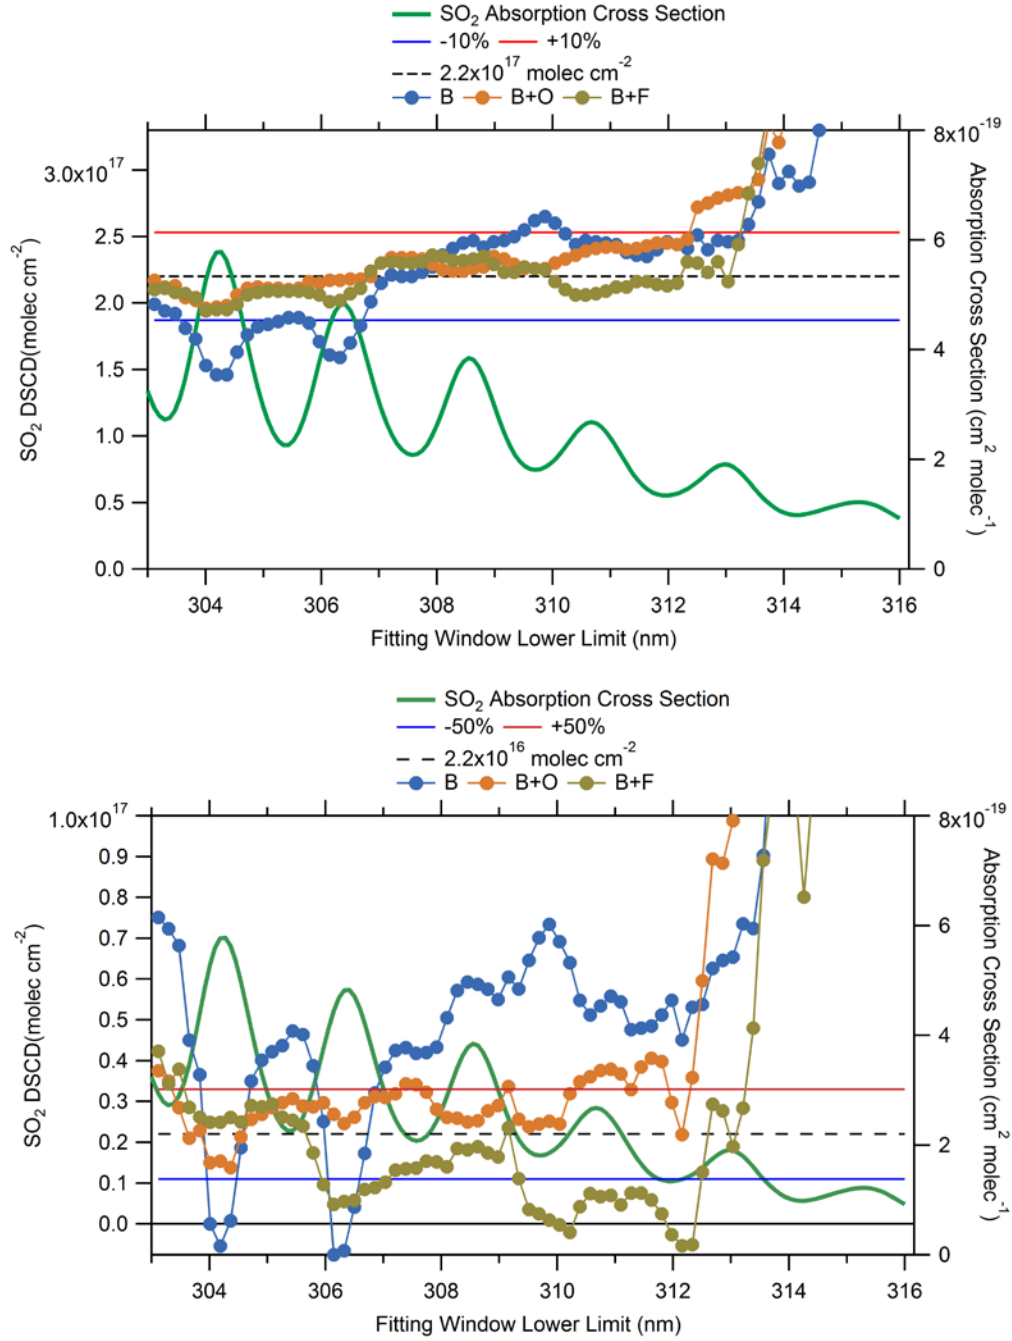 SO2 Absorption Cross Section
-10% +10%
2.2x10^17 molec cm^-2
B B+O B+F
3.0x10^17
2.5
2.0
1.5
1.0
0.5
0.0
SO2 DSCD(molec cm^-2)
8x10^-19
6
4
2
0
Absorption Cross Section (cm^2 molec^-1)
304 306 308 310 312 314 316
Fitting Window Lower Limit (nm)
SO2 Absorption Cross Section
-50% +50%
2.2x10^16 molec cm^-2
B B+O B+F
1.0x10^17
0.9
0.8
0.7
0.6
0.5
0.4
0.3
0.2
0.1
0.0
SO2 DSCD(molec cm^-2)
8x10^-19
6
4
2
0
Absorption Cross Section (cm^2 molec^-1)
304 306 308 310 312 314 316
Fitting Window Lower Limit (nm)